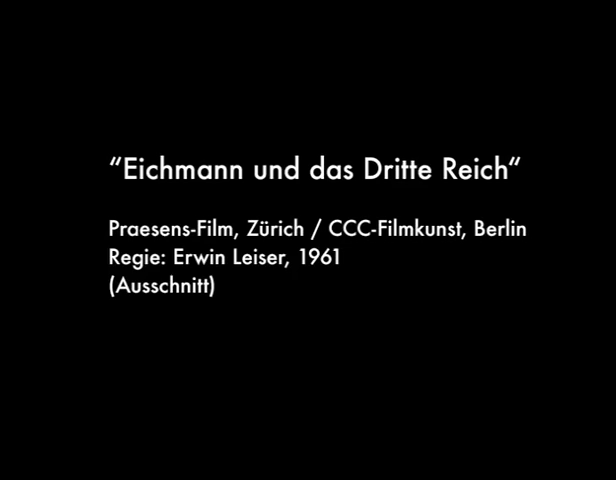 “Eichmann und das Dritte Reich“
Praesens-Film, Zürich / CCC-Filmkunst, Berlin
Regie: Erwin Leiser, 1961
(Ausschnitt)